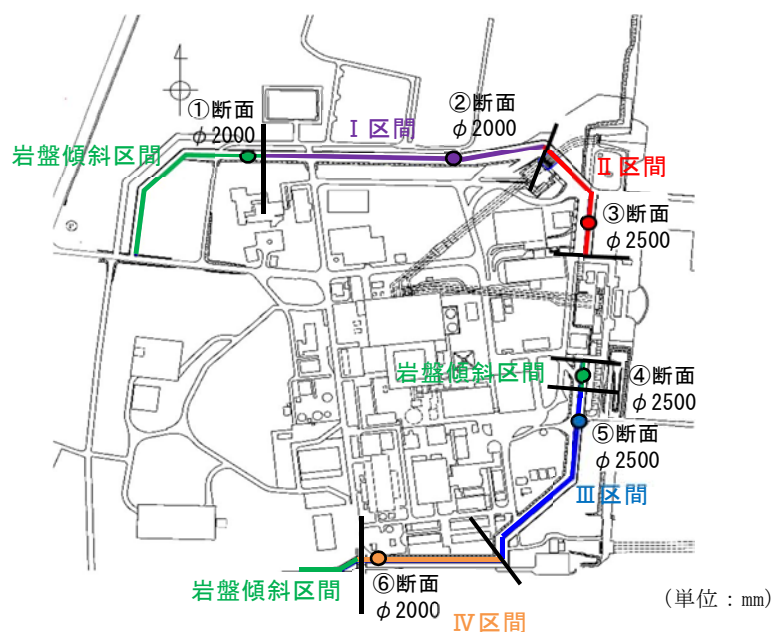 ①断面
φ2000
②断面
φ2000
Ⅰ区間
岩盤傾斜区間
Ⅱ区間
③断面
φ2500
岩盤傾斜区間
④断面
φ2500
⑤断面
φ2500
Ⅲ区間
岩盤傾斜区間
⑥断面
φ2000
Ⅳ区間
(単位:mm)